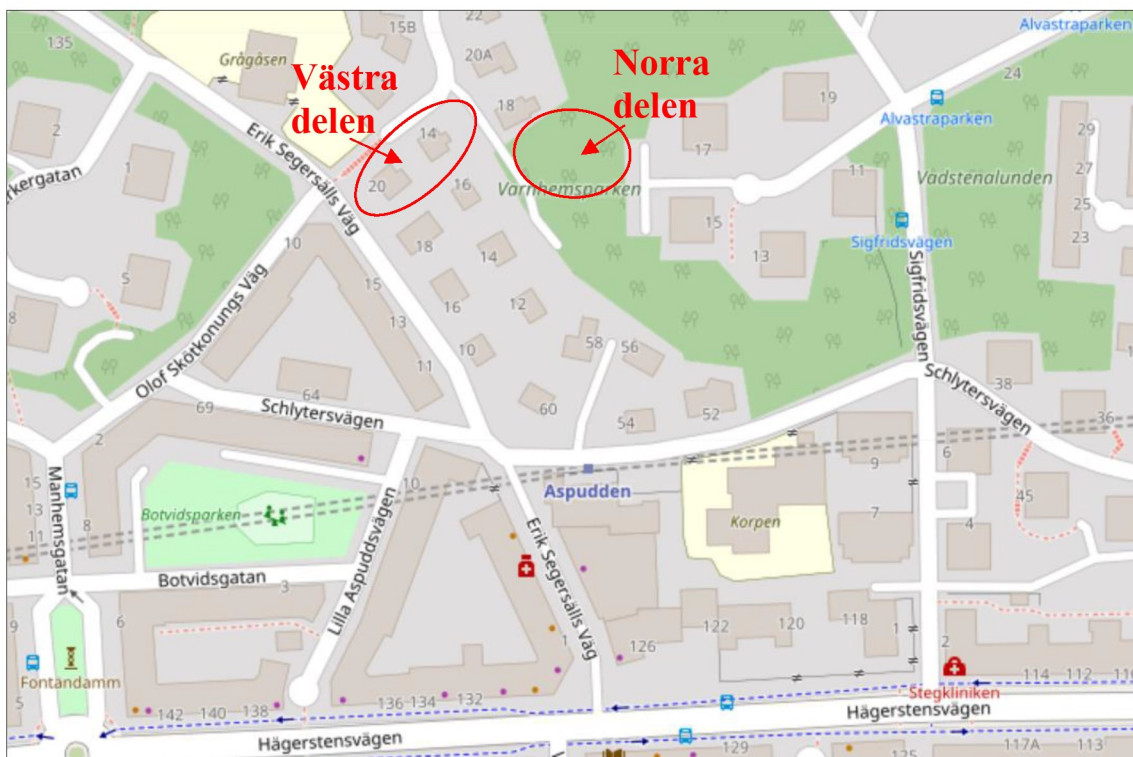 135
22
15B
Alvastraparken
Grågåsen
20A
24
Västra
delen
Norra
delen
2
14
18
19
Alvastraparken
29
27
Erik Segersälls Väg
17
1
20
16
Varnhemsparken
11
Vadstenalunden
25
23
15
18
14
13
Sigfridsvägen
10
5
15
Sigfridsvägen
8
16
12
13
10
58
56
11
Olof Skötkonungs Väg
64
60
54
52
38
Schlytersvägen
69
Schlytersvägen
36
2
Manhemsgatan
15
13
11
8
10
Aspudden
9
6
45
Botvidsparken
Korpen
7
4
Botvidsgatan
3
Lilla Aspuddsvägen
Erik Segersälls Väg
9
6
1
126
122
120
118
1
2
Fontandamm
5
142
140
138
136
134
132
Stegkliniken
114
112
Hägerstensvägen
Hägerstensvägen
129
117A
113